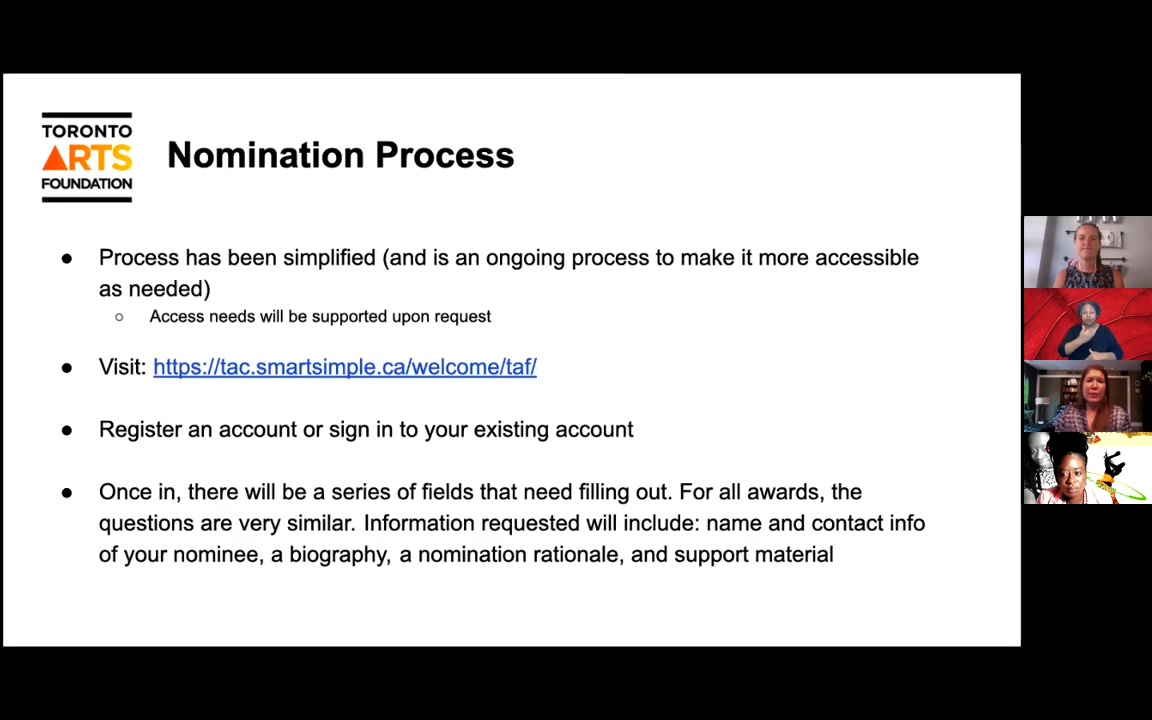 TORONTO
ARTS
FOUNDATION
Nomination Process
● Process has been simplified (and is an ongoing process to make it more accessible
as needed)
○ Access needs will be supported upon request
● Visit: https://tac.smartsimple.ca/welcome/taf/
● Register an account or sign in to your existing account
● Once in, there will be a series of fields that need filling out. For all awards, the
questions are very similar. Information requested will include: name and contact info
of your nominee, a biography, a nomination rationale, and support material